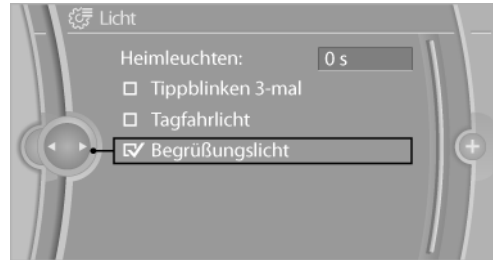 Licht
Heimleuchten: 0 s
Tippblinken 3-mal
Tagfahrlicht
Begrüßungslicht